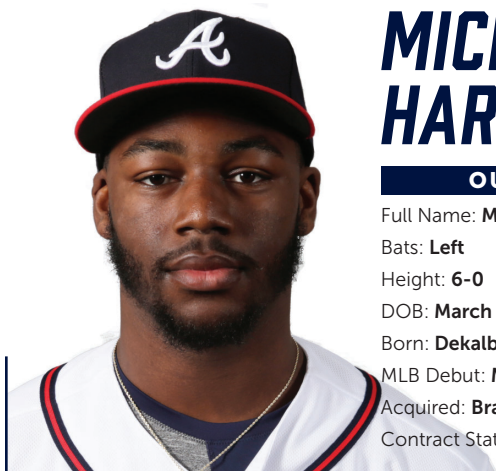 A
MICH
HAR
OU
Full Name: M
Bats: Left
Height: 6-0
DOB: March
Born: Dekalb
MLB Debut: M
Acquired: Bra
Contract Stat